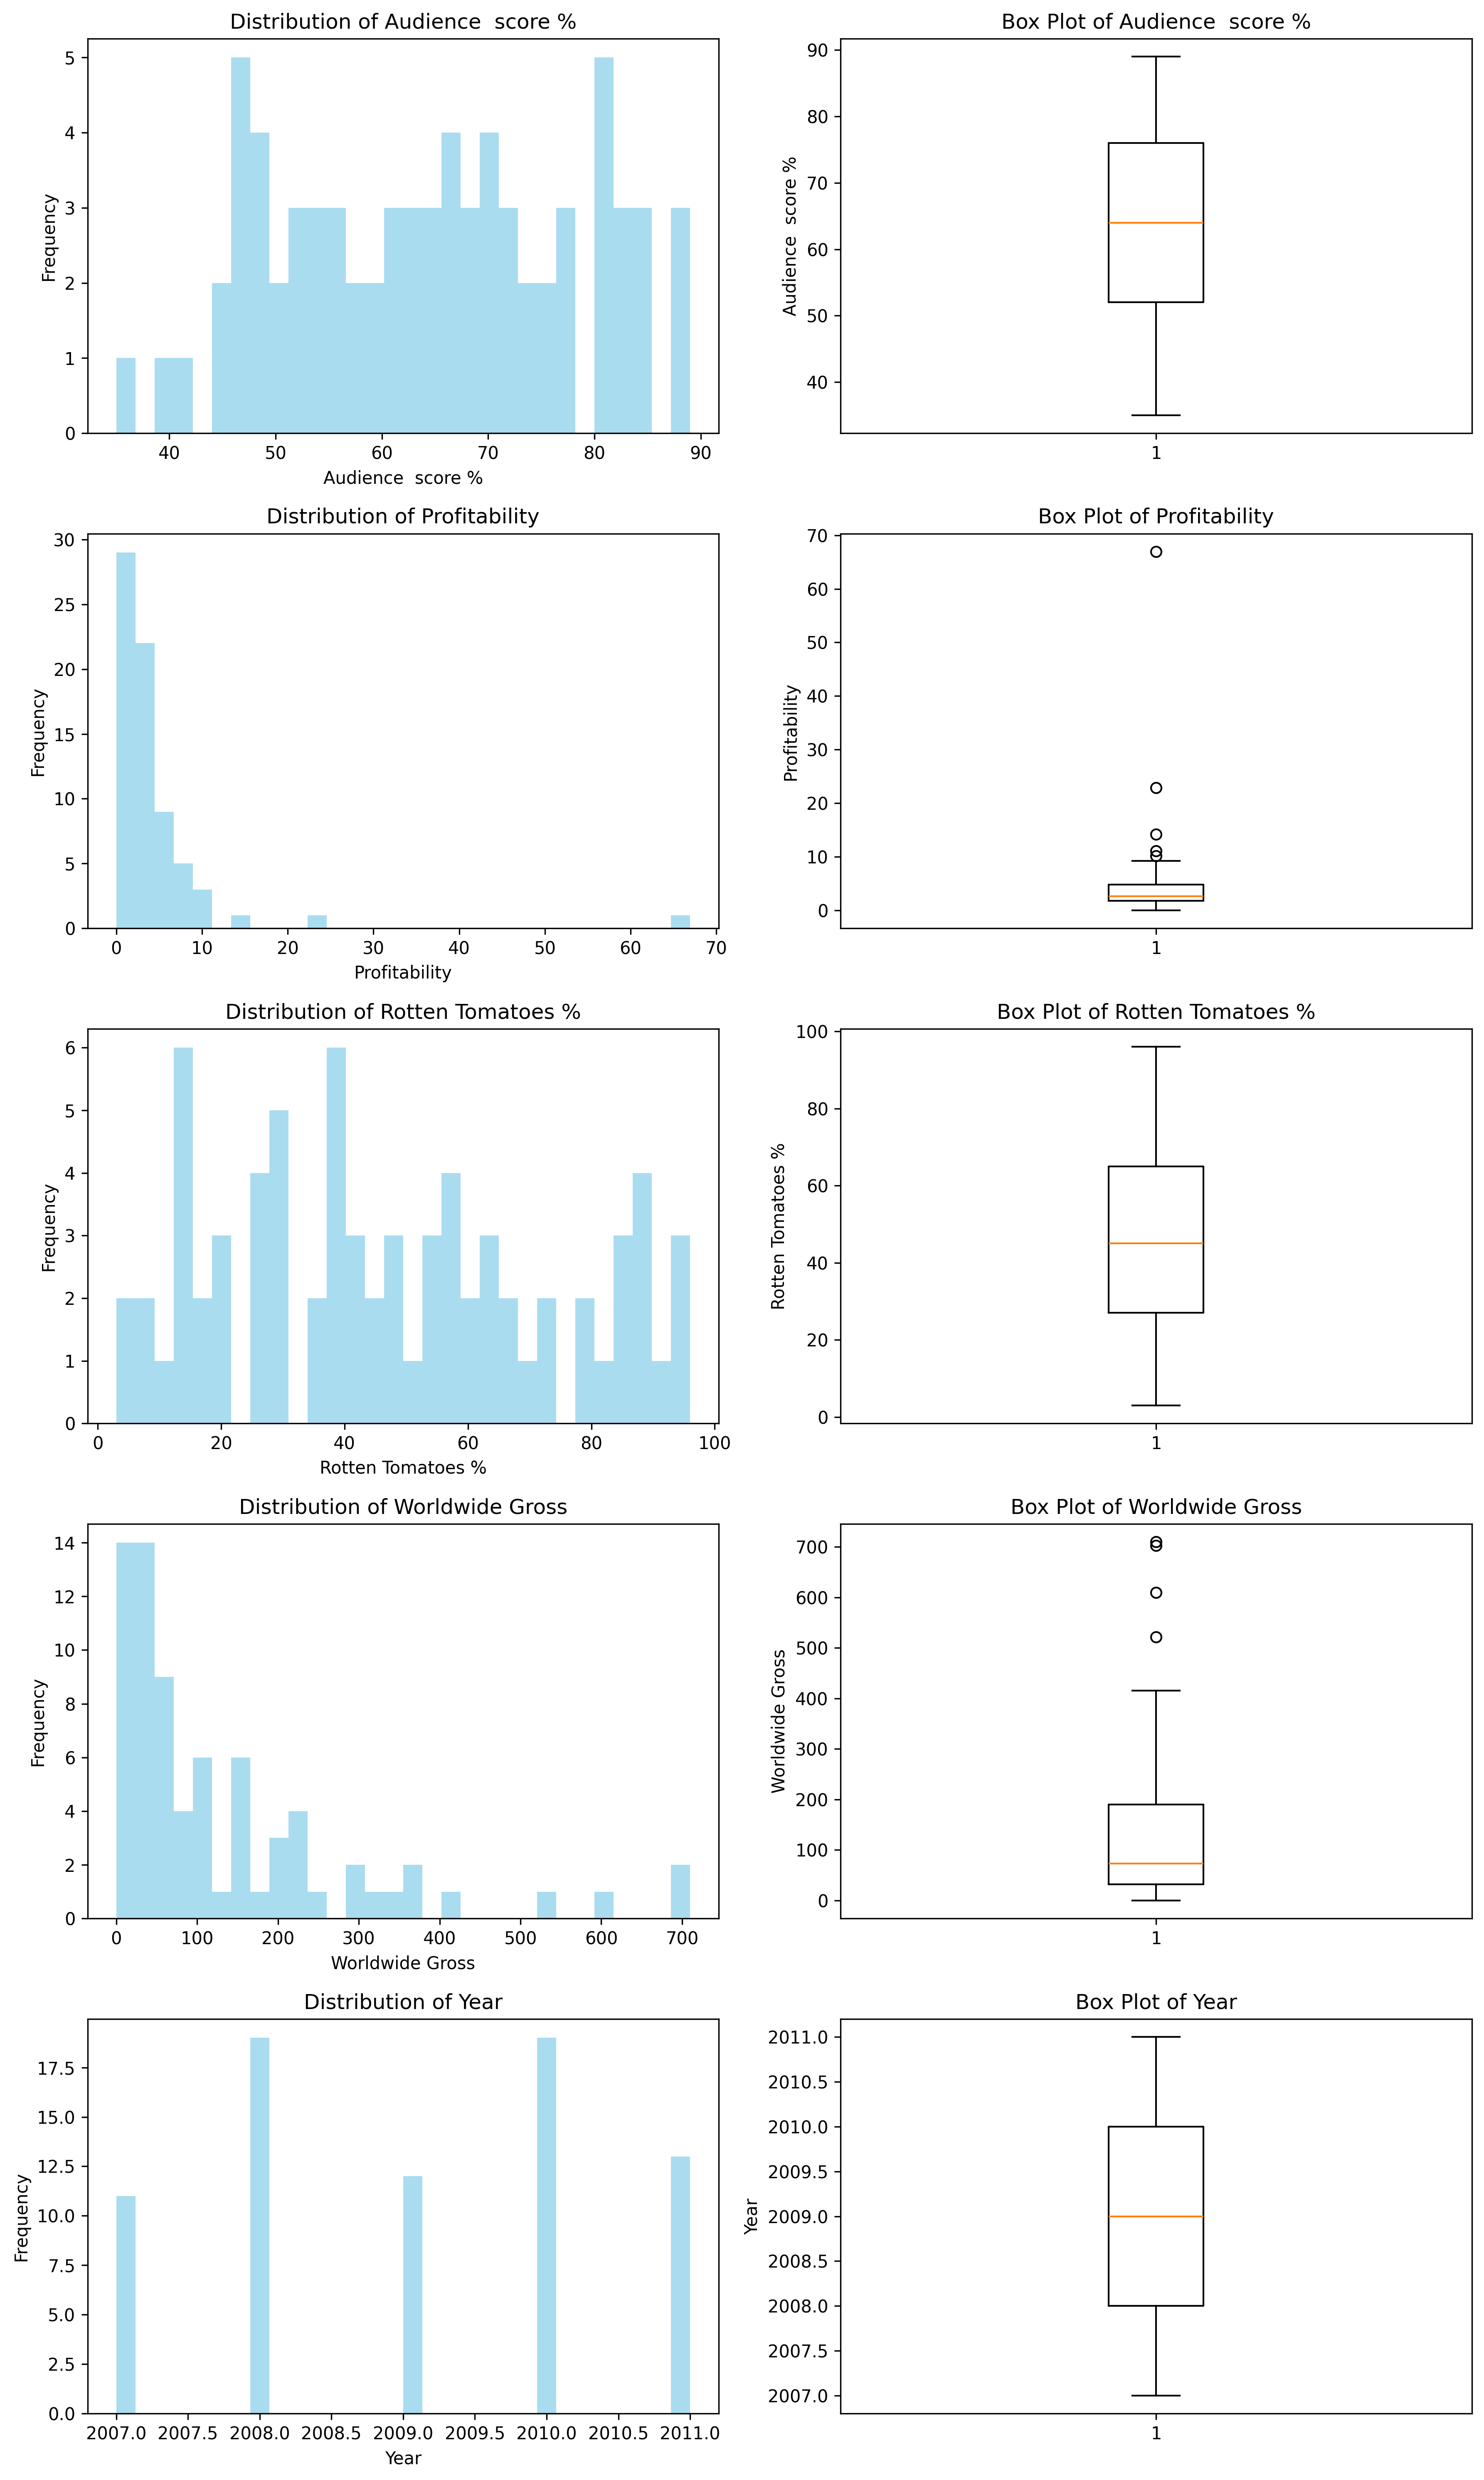 Distribution of Audience  score %
5
4
3
2
1
0
Frequency
40 50 60 70 80 90
Audience  score %
Box Plot of Audience  score %
90
80
70
60
50
40
Audience  score %
1
Distribution of Profitability
30
25
20
15
10
5
0
Frequency
0 10 20 30 40 50 60 70
Profitability
Box Plot of Profitability
70
60
50
40
30
20
10
0
Profitability
1
Distribution of Rotten Tomatoes %
6
5
4
3
2
1
0
Frequency
0 20 40 60 80 100
Rotten Tomatoes %
Box Plot of Rotten Tomatoes %
100
80
60
40
20
0
Rotten Tomatoes %
1
Distribution of Worldwide Gross
14
12
10
8
6
4
2
0
Frequency
0 100 200 300 400 500 600 700
Worldwide Gross
Box Plot of Worldwide Gross
700
600
500
400
300
200
100
0
Worldwide Gross
1
Distribution of Year
17.5
15.0
12.5
10.0
7.5
5.0
2.5
0.0
Frequency
2007.0 2007.5 2008.0 2008.5 2009.0 2009.5 2010.0 2010.5 2011.0
Year
Box Plot of Year
2011.0
2010.5
2010.0
2009.5
2009.0
2008.5
2008.0
2007.5
2007.0
Year
1